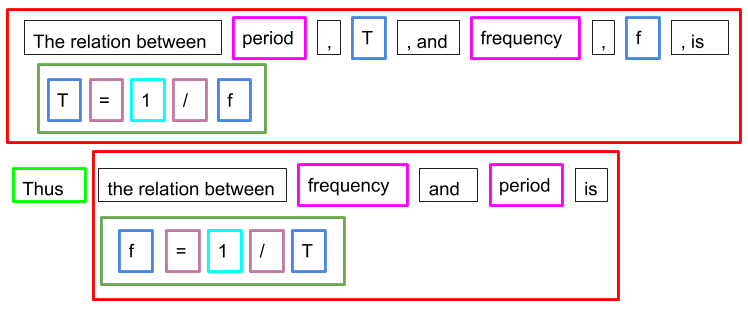 The relation between period , T , and frequency , f , is
T = 1 / f
Thus the relation between frequency and period is
f = 1 / T